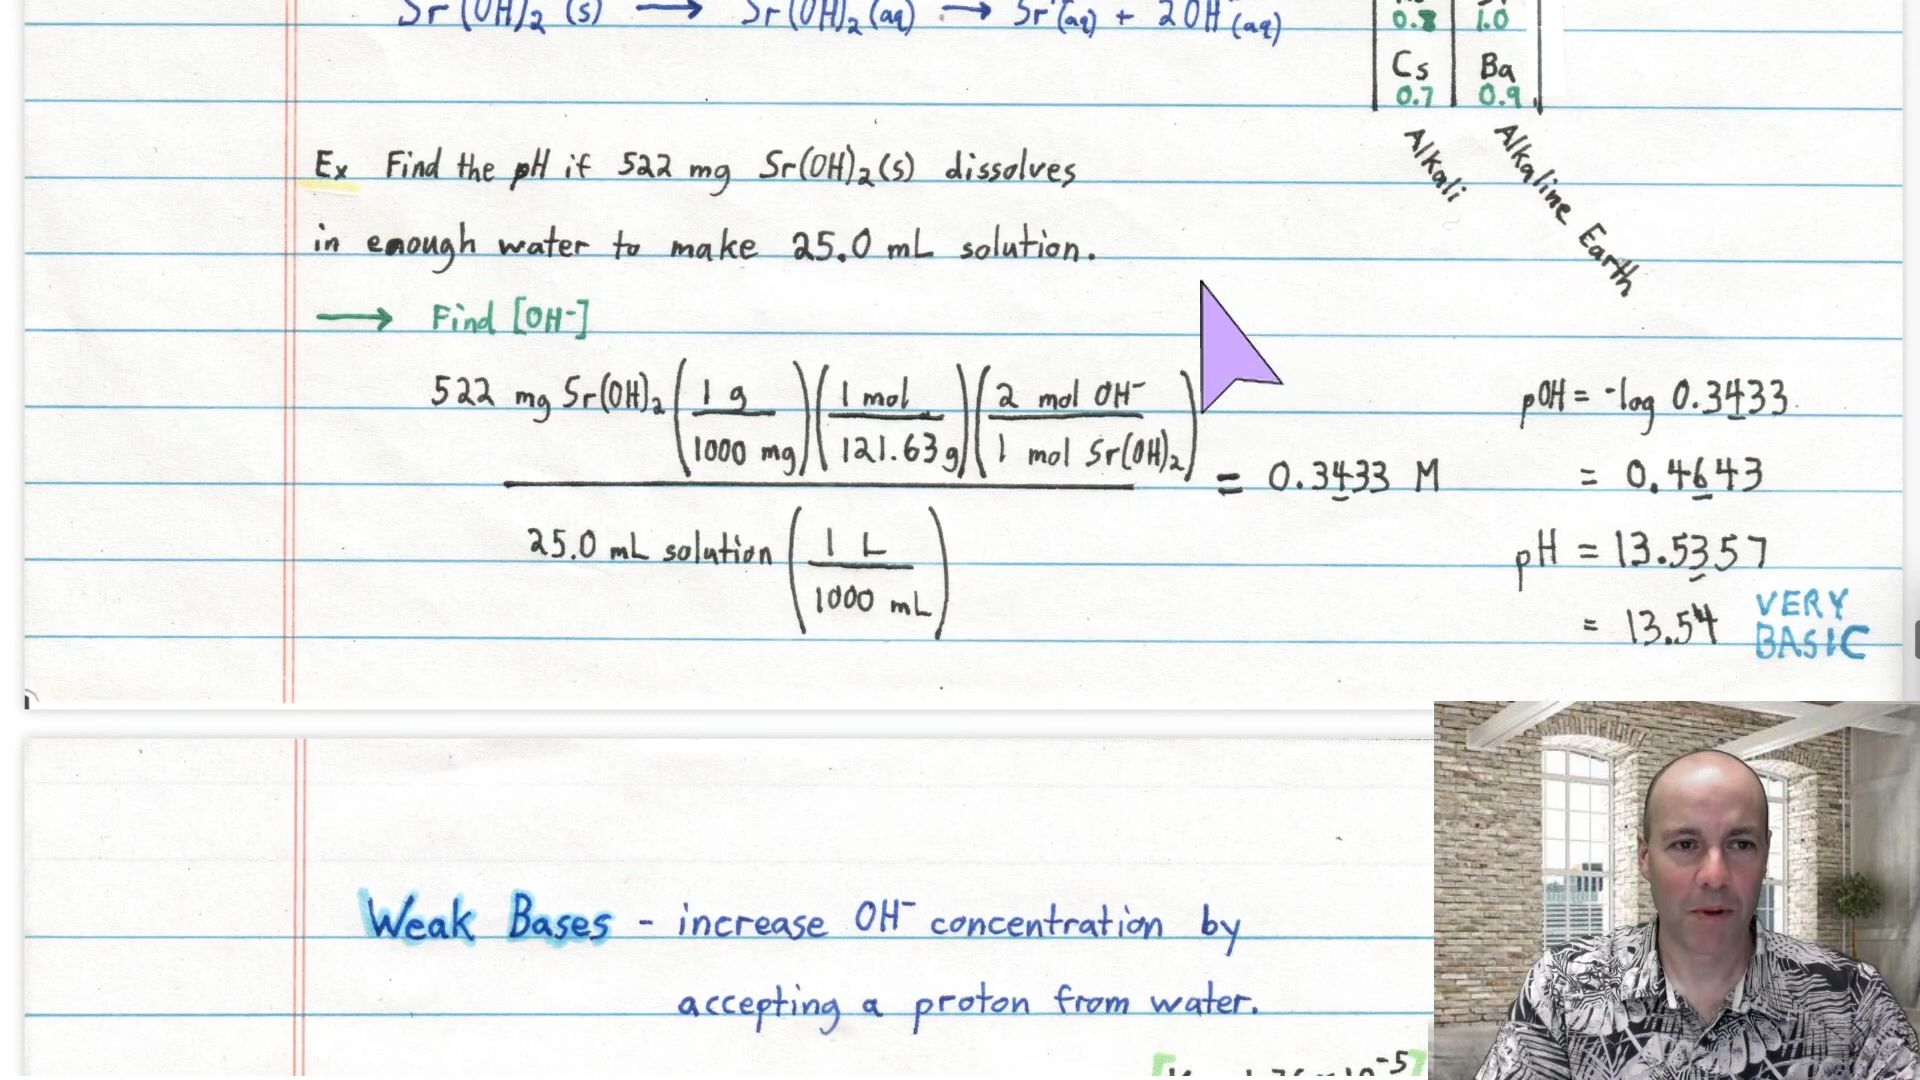 Sr(OH)₂ (s) → Sr(OH)₂(aq) → Sr (aq) + 2OH (aq)
0.8 1.0
Cs Ba
0.7 0.9
Alkali
Alkaline Earth
Ex Find the pH if 522 mg Sr(OH)₂(s) dissolves
in enough water to make 25.0 mL solution.
→ Find [OH⁻]
522 mg Sr(OH)₂ (1 g / 1000 mg)(1 mol / 121.63 g)(2 mol OH⁻ / 1 mol Sr(OH)₂)
= 0.3433 M
25.0 mL solution (1 L / 1000 mL)
pOH = -log 0.3433
= 0.4643
pH = 13.5357
= 13.54
VERY
BASIC
Weak Bases - increase OH⁻ concentration by
accepting a proton from water.